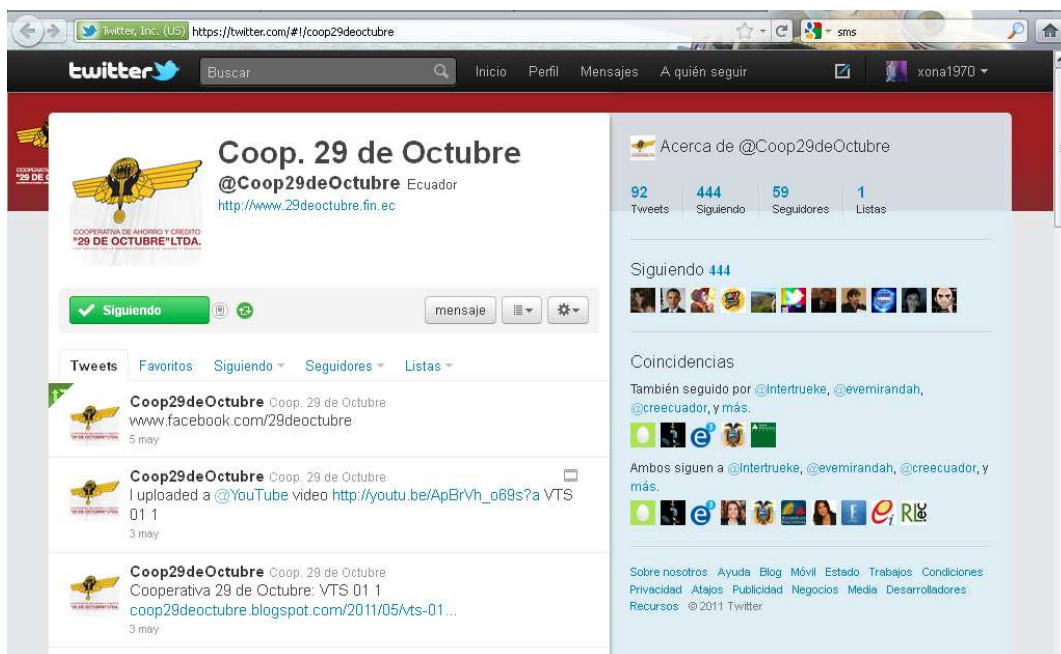 Twitter, Inc. (US) https://twitter.com/#!/coop29deoctubre
sms
twitter
Buscar
Inicio Perfil Mensajes A quién seguir
xona1970
COOPERATIVA DE AHORRO Y CREDITO
"29 DE OCTUBRE" LTDA.
Coop. 29 de Octubre
@Coop29deOctubre Ecuador
http://www.29deoctubre.fin.ec
Siguiendo
mensaje
Tweets Favoritos Siguiendo Seguidores Listas
Coop29deOctubre Coop. 29 de Octubre
www.facebook.com/29deoctubre
5 may
Coop29deOctubre Coop. 29 de Octubre
I uploaded a @YouTube video http://youtu.be/ApBrVh_o69s?a VTS
01 1
3 may
Coop29deOctubre Coop. 29 de Octubre
Cooperativa 29 de Octubre: VTS 01 1
coop29deoctubre.blogspot.com/2011/05/vts-01...
3 may
Acerca de @Coop29deOctubre
92 444 59 1
Tweets Siguiendo Seguidores Listas
Siguiendo 444
Coincidencias
También seguido por @Intertrueke, @evemirandah,
@creecuador, y más.
Ambos siguen a @Intertrueke, @evemirandah, @creecuador, y
más.
Sobre nosotros Ayuda Blog Móvil Estado Trabajos Condiciones
Privacidad Atajos Publicidad Negocios Media Desarrolladores
Recursos © 2011 Twitter